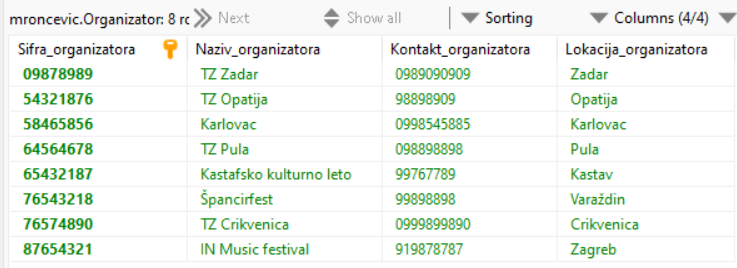 mroncevic.Organizator: 8 rc Next Show all Sorting Columns (4/4)
Sifra_organizatora Naziv_organizatora Kontakt_organizatora Lokacija_organizatora
09878989 TZ Zadar 0989090909 Zadar
54321876 TZ Opatija 98898909 Opatija
58465856 Karlovac 0998545885 Karlovac
64564678 TZ Pula 098898898 Pula
65432187 Kastafsko kulturno leto 99767789 Kastav
76543218 Špancirfest 99898898 Varaždin
76574890 TZ Crikvenica 0999899890 Crikvenica
87654321 IN Music festival 919878787 Zagreb